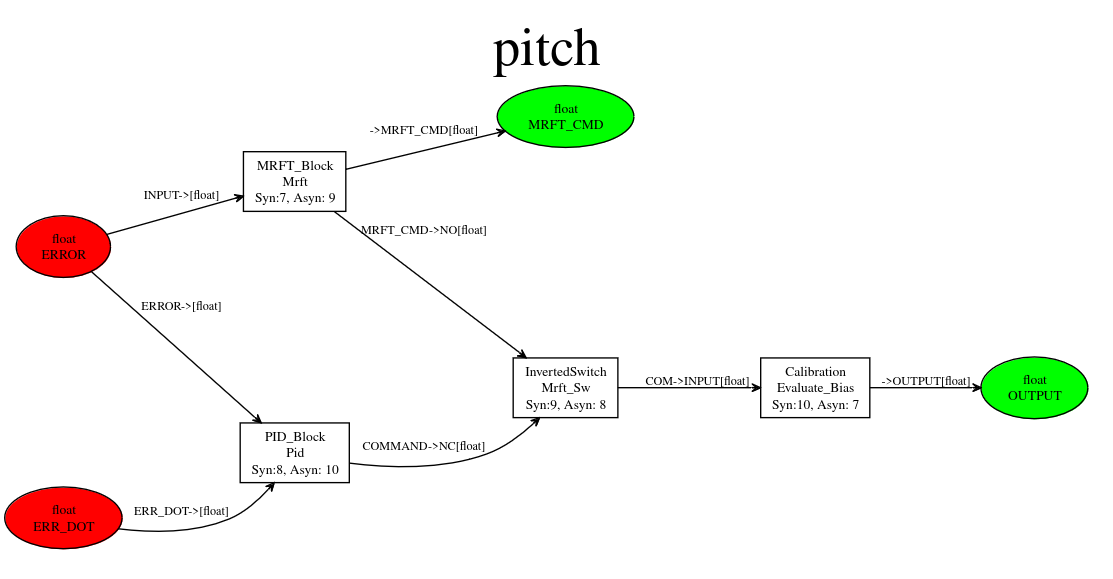 pitch
float
MRFT_CMD
->MRFT_CMD[float]
MRFT_Block
Mrft
Syn:7, Asyn: 9
INPUT->[float]
MRFT_CMD->NO[float]
float
ERROR
ERROR->[float]
InvertedSwitch
Mrft_Sw
Syn:9, Asyn: 8
COM->INPUT[float]
Calibration
Evaluate_Bias
Syn:10, Asyn: 7
->OUTPUT[float]
float
OUTPUT
PID_Block
Pid
Syn:8, Asyn: 10
COMMAND->NC[float]
float
ERR_DOT
ERR_DOT->[float]